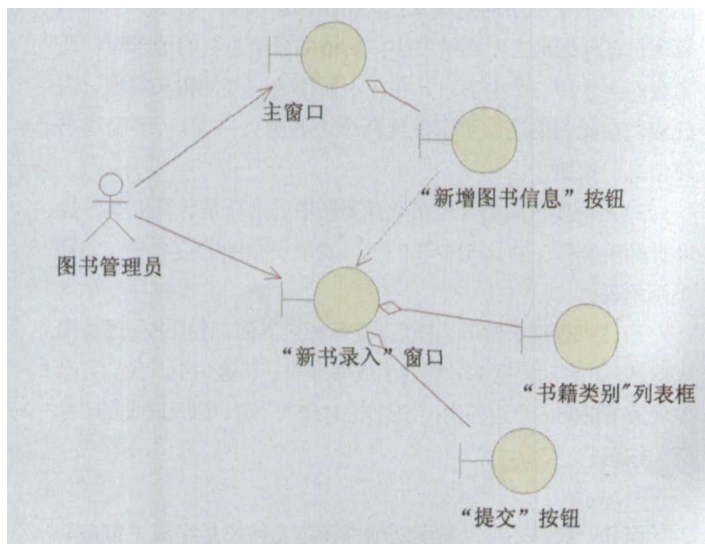 主窗口
“新增图书信息”按钮
图书管理员
“新书录入”窗口
“书籍类别”列表框
“提交”按钮